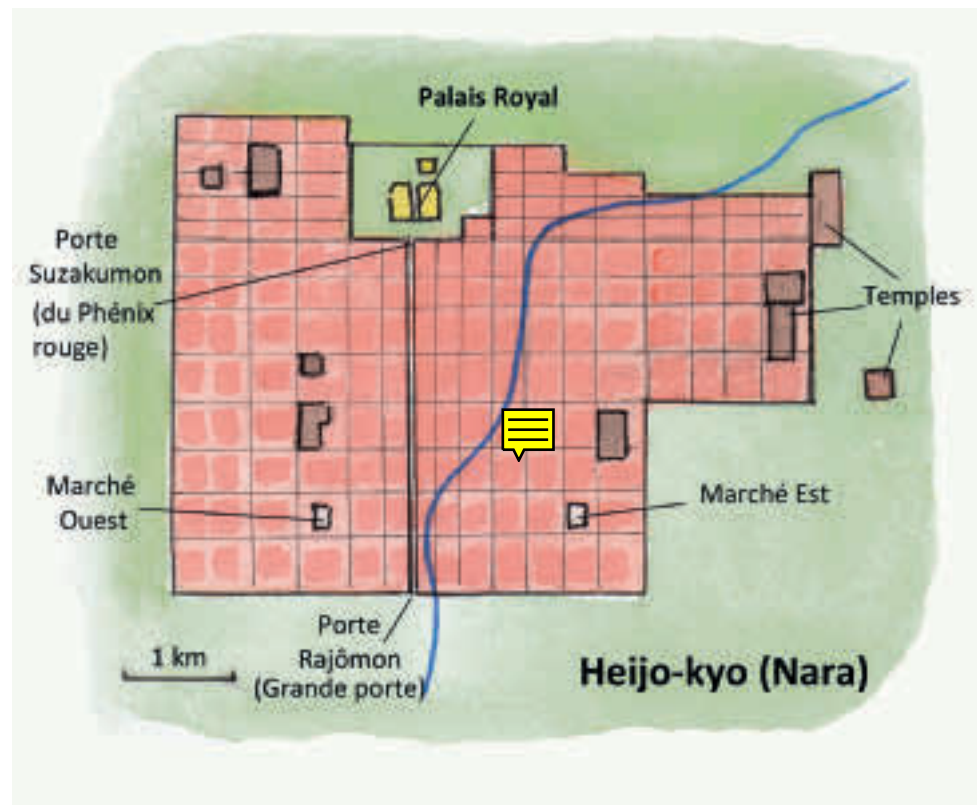 Palais Royal
Porte
Suzakumon
(du Phénix
rouge)
Temples
Marché
Ouest
Marché Est
Porte
Rajômon
(Grande porte)
1 km
Heijo-kyo (Nara)